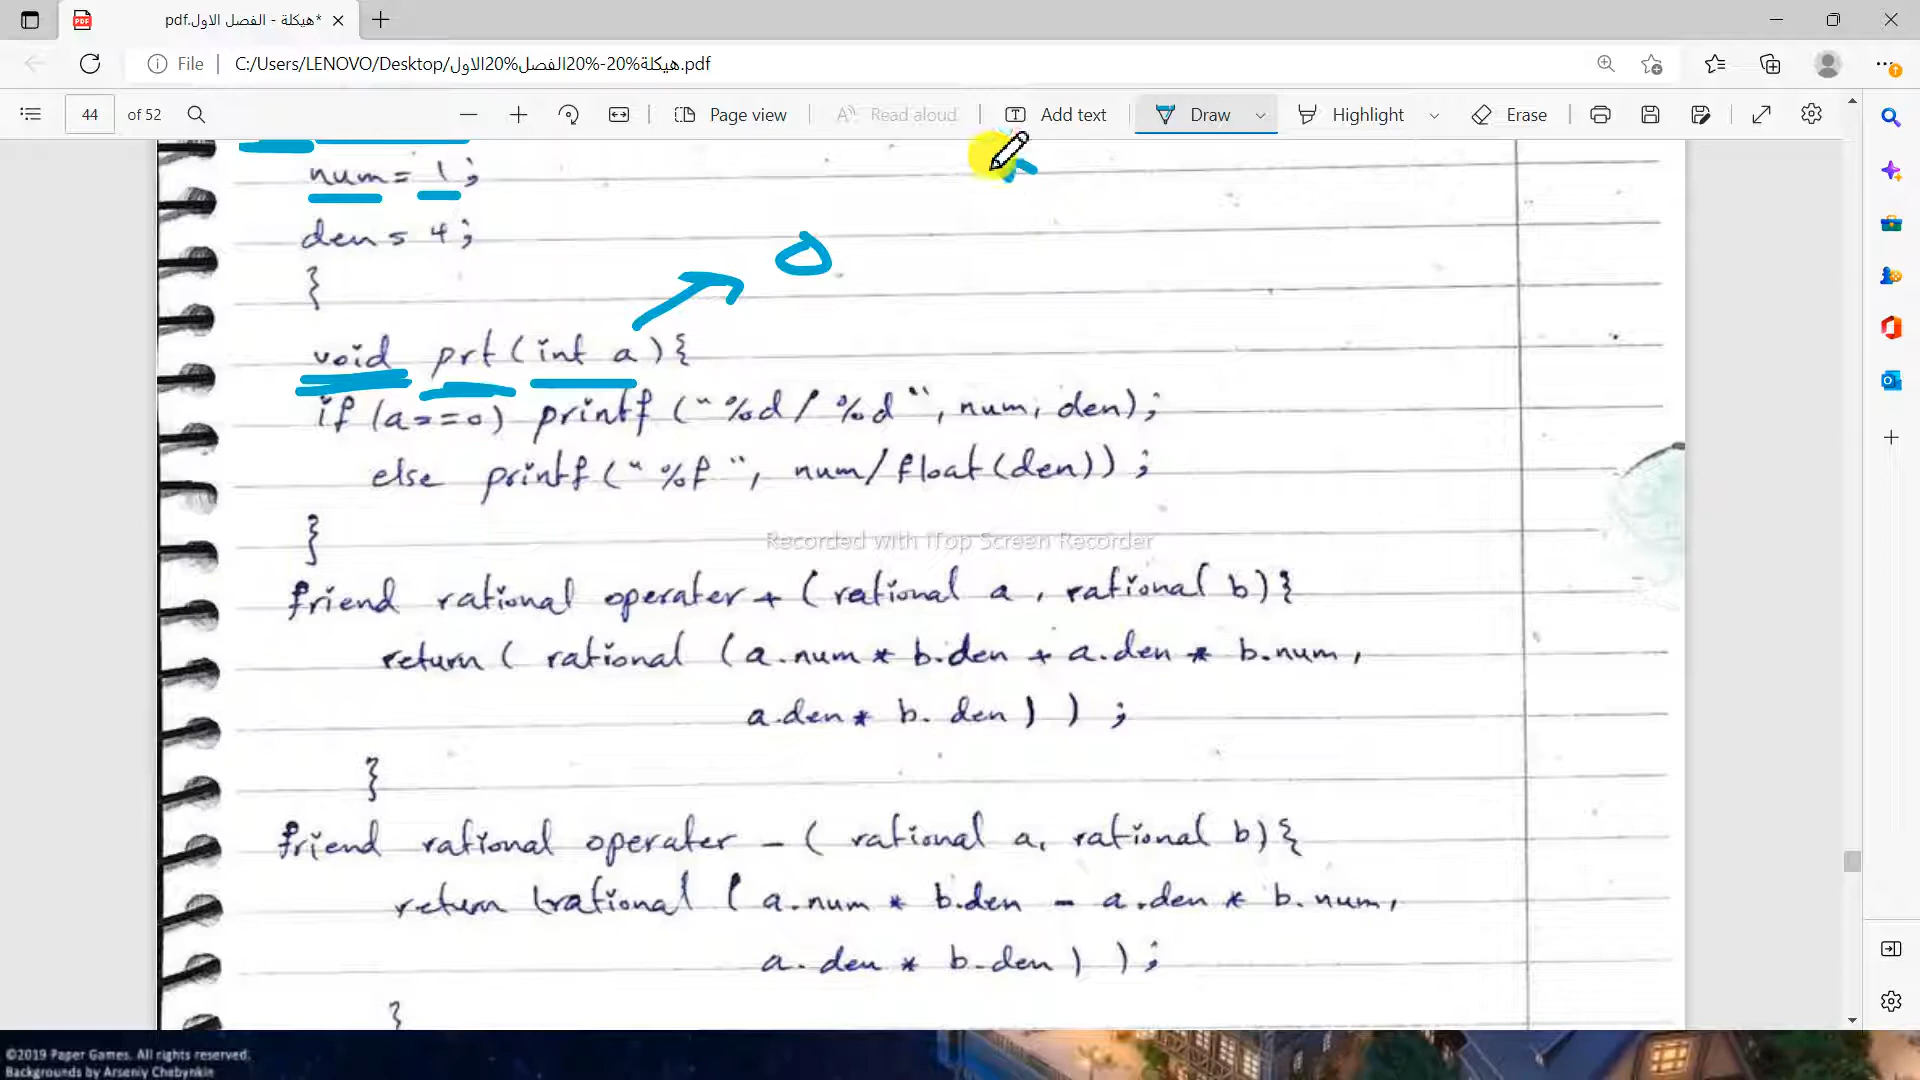 هيكلة - الفصل الاول.pdf*
File
C:/Users/LENOVO/Desktop/هيكلة%20-%20الفصل%20الاول.pdf
44 of 52
Page view
Read aloud
Add text
Draw
Highlight
Erase
num = 1;
den = 4;
}
void prt(int a){
if (a==0) printf("%d/%d", num, den);
else printf("%f", num/float(den));
}
Recorded with iTop Screen Recorder
friend rational operater+(rational a, rational b){
return( rational (a.num * b.den + a.den * b.num,
a.den * b.den));
}
friend rational operater -( rational a, rational b){
return (rational ( a.num * b.den - a.den * b.num,
a.den * b.den));
}
©2019 Paper Games. All rights reserved.
Backgrounds by Arseniy Chebynkin